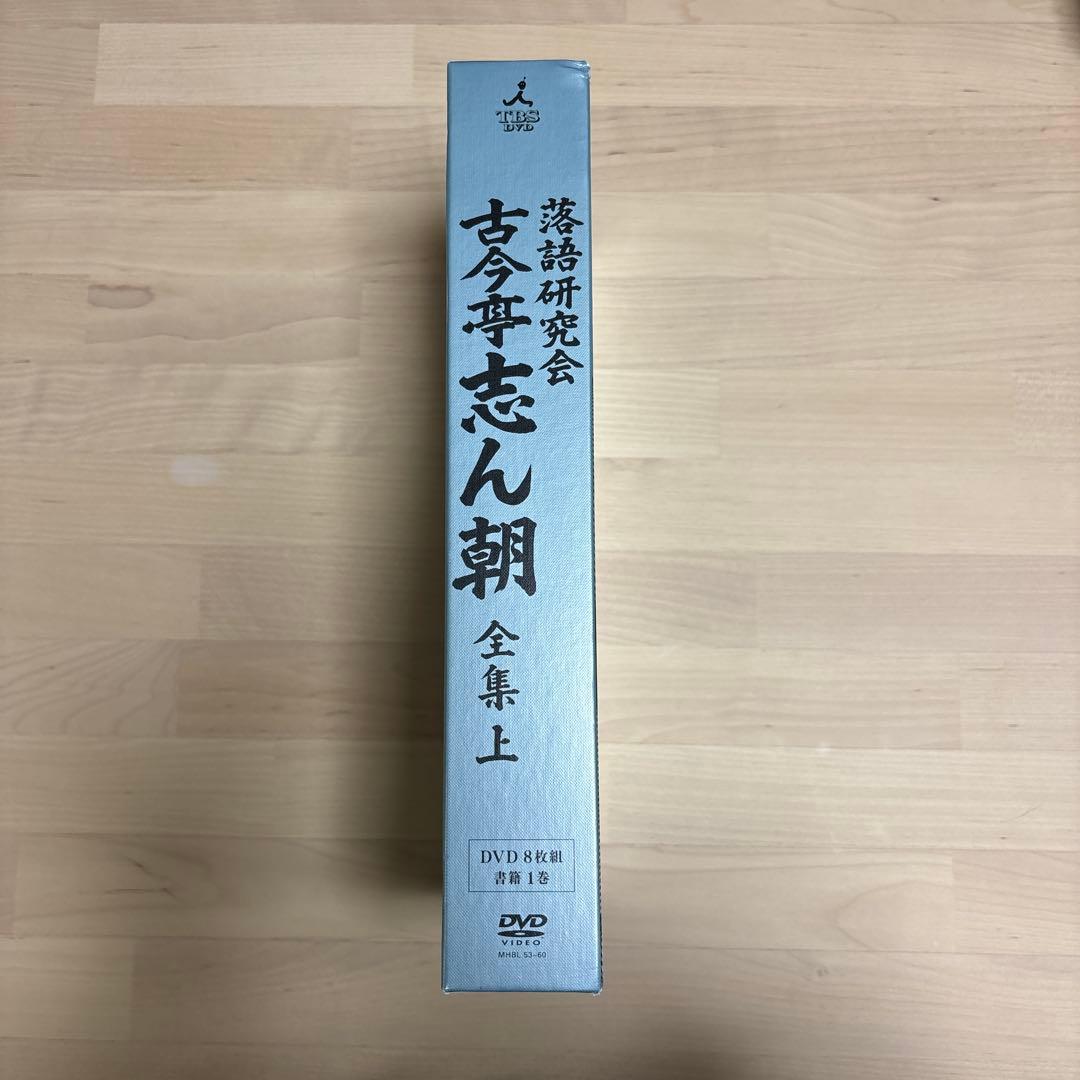 TBS
DVD
落語研究会
古今亭志ん朝
全集 上
DVD 8枚組
書籍 1巻
DVD
VIDEO
MHBL 53-60